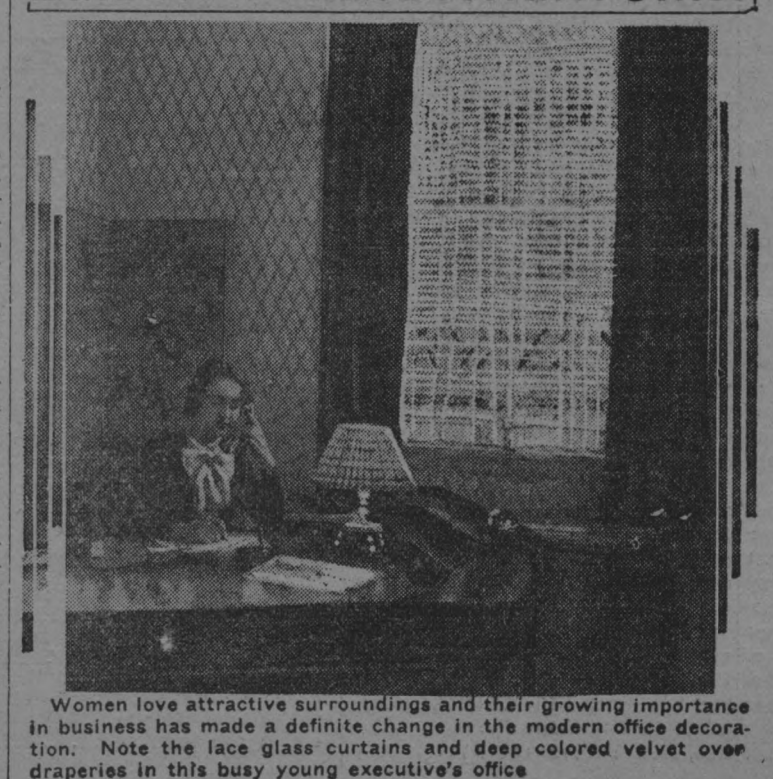 Women love attractive surroundings and their growing importance
in business has made a definite change in the modern office decora-
tion. Note the lace glass curtains and deep colored velvet over
draperies in this busy young executive's office